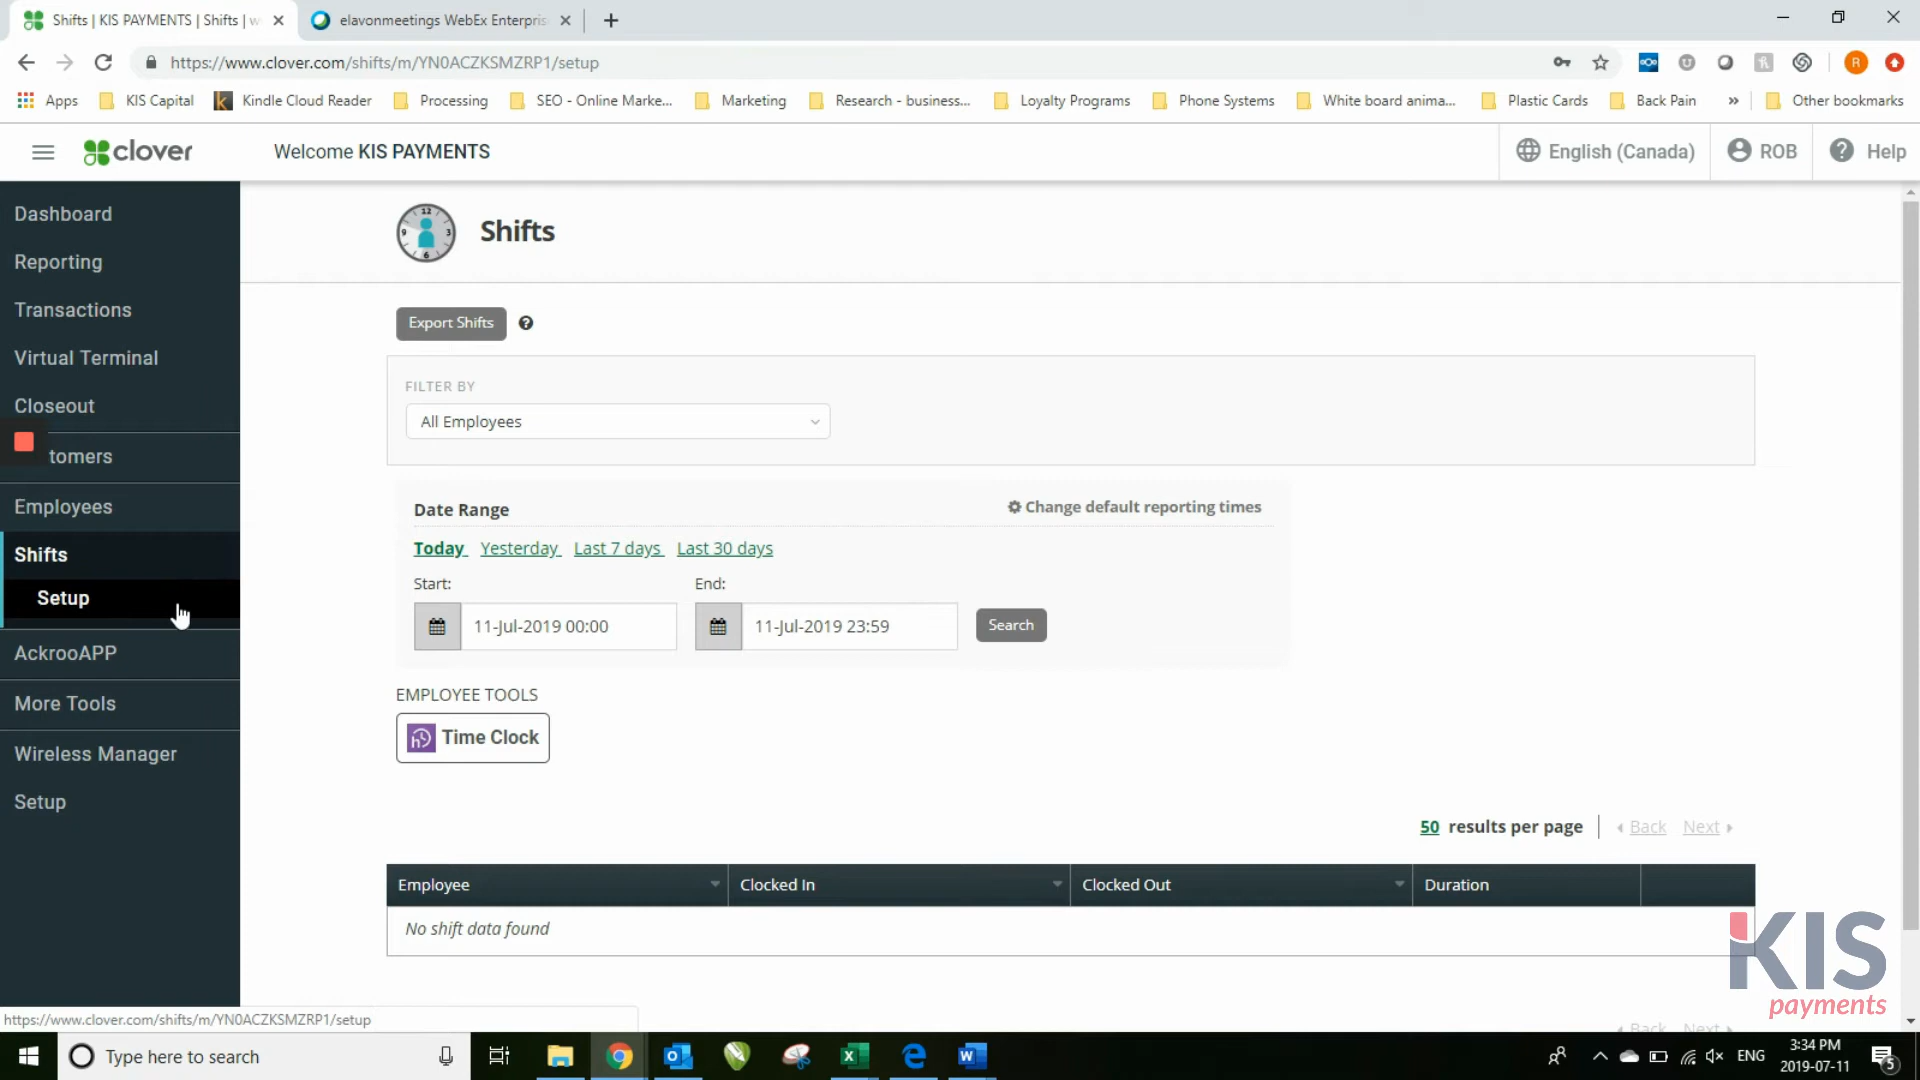 Shifts | KIS PAYMENTS | Shifts |
elavonmeetings WebEx Enterpris
https://www.clover.com/shifts/m/YN0ACZKSMZRP1/setup
Apps
KIS Capital
Kindle Cloud Reader
Processing
SEO - Online Marke...
Marketing
Research - business...
Loyalty Programs
Phone Systems
White board anima...
Plastic Cards
Back Pain
»
Other bookmarks
clover
Welcome KIS PAYMENTS
English (Canada)
ROB
Help
Dashboard
Reporting
Transactions
Virtual Terminal
Closeout
tomers
Employees
Shifts
Setup
AckrooAPP
More Tools
Wireless Manager
Setup
Shifts
Export Shifts
FILTER BY
All Employees
Date Range
Change default reporting times
Today Yesterday Last 7 days Last 30 days
Start:
End:
11-Jul-2019 00:00
11-Jul-2019 23:59
Search
EMPLOYEE TOOLS
Time Clock
50 results per page
Back Next
Employee
Clocked In
Clocked Out
Duration
No shift data found
KIS
payments
Back Next
https://www.clover.com/shifts/m/YN0ACZKSMZRP1/setup
Type here to search
ENG
3:34 PM
2019-07-11
5